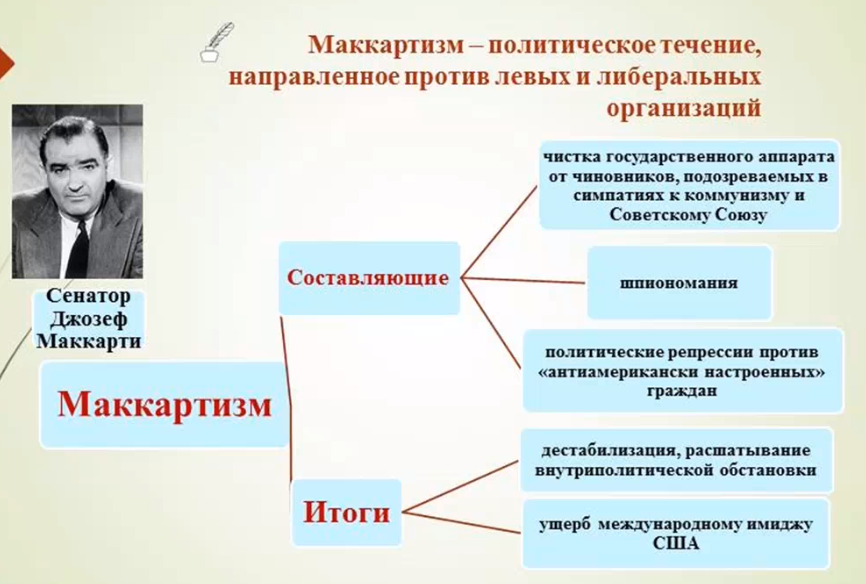 Маккартизм – политическое течение,
направленное против левых и либеральных
организаций
Сенатор
Джозеф
Маккарти
Маккартизм
Составляющие
чистка государственного аппарата
от чиновников, подозреваемых в
симпатиях к коммунизму и
Советскому Союзу
шпиономания
политические репрессии против
«антиамерикански настроенных»
граждан
Итоги
дестабилизация, расшатывание
внутриполитической обстановки
ущерб международному имиджу
США